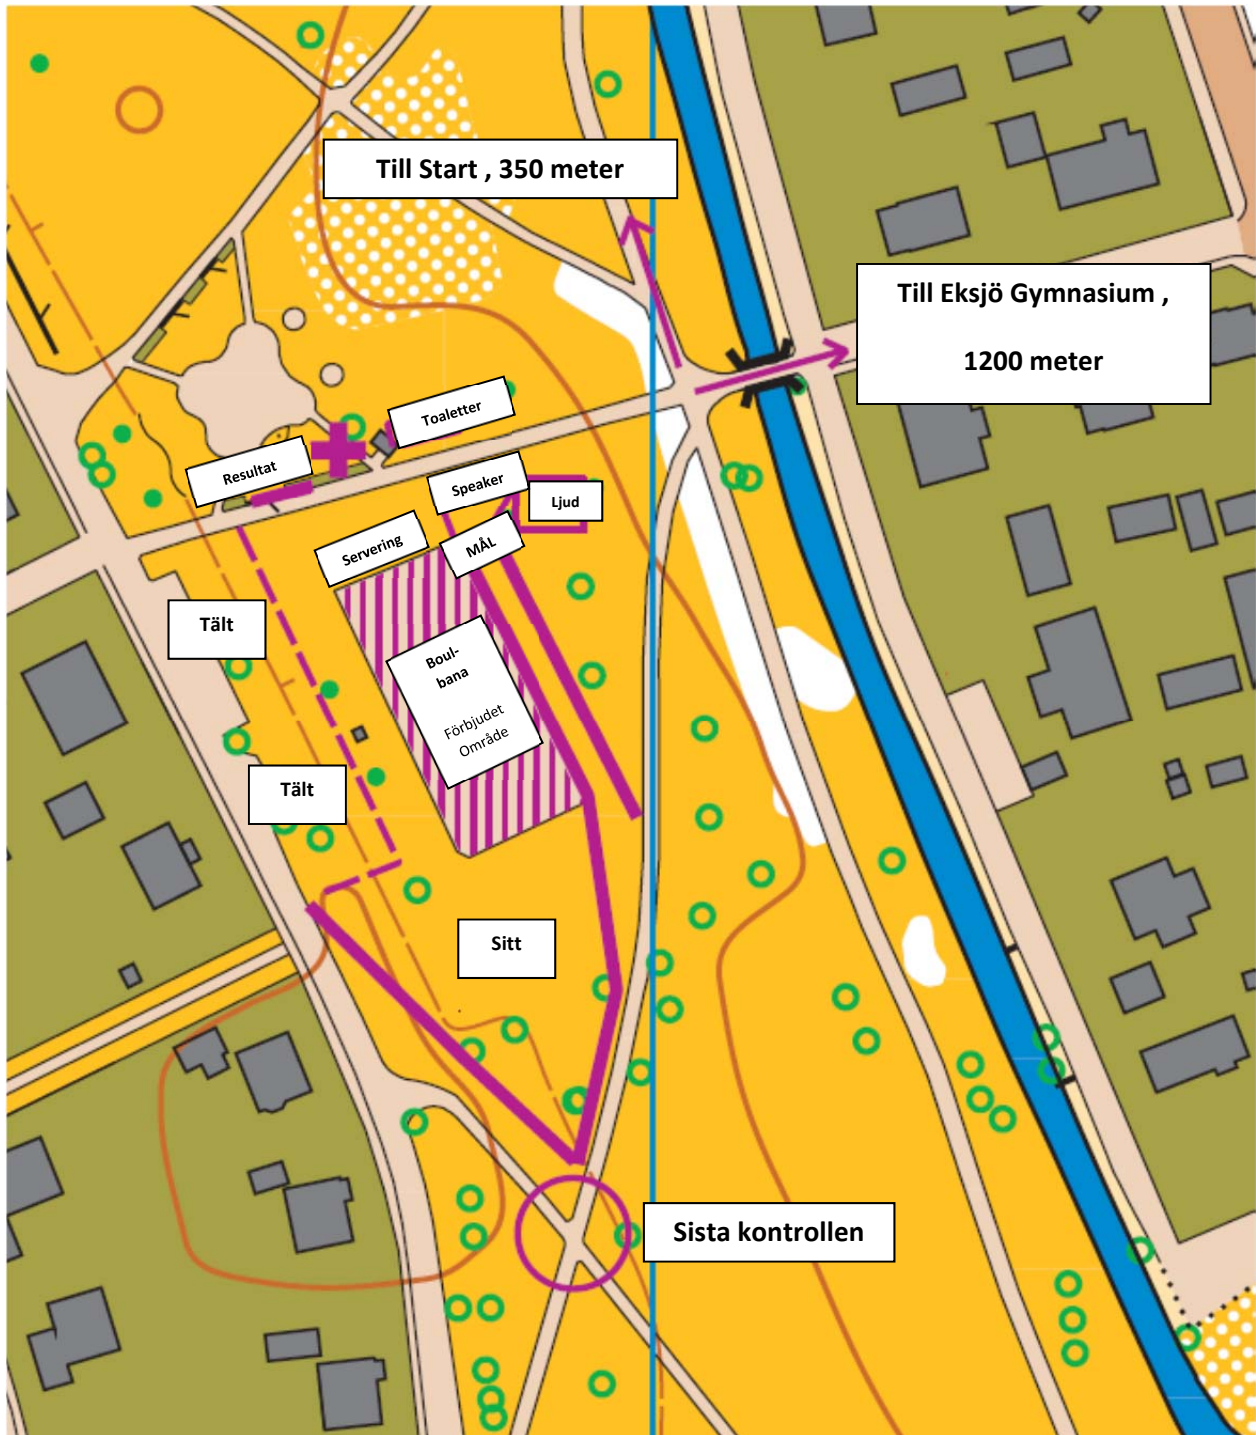 Till Start , 350 meter
Till Eksjö Gymnasium ,
1200 meter
Toaletter
Resultat
Speaker
Ljud
Servering
MÅL
Tält
Boul-
bana
Förbjudet
Område
Tält
Sitt
Sista kontrollen